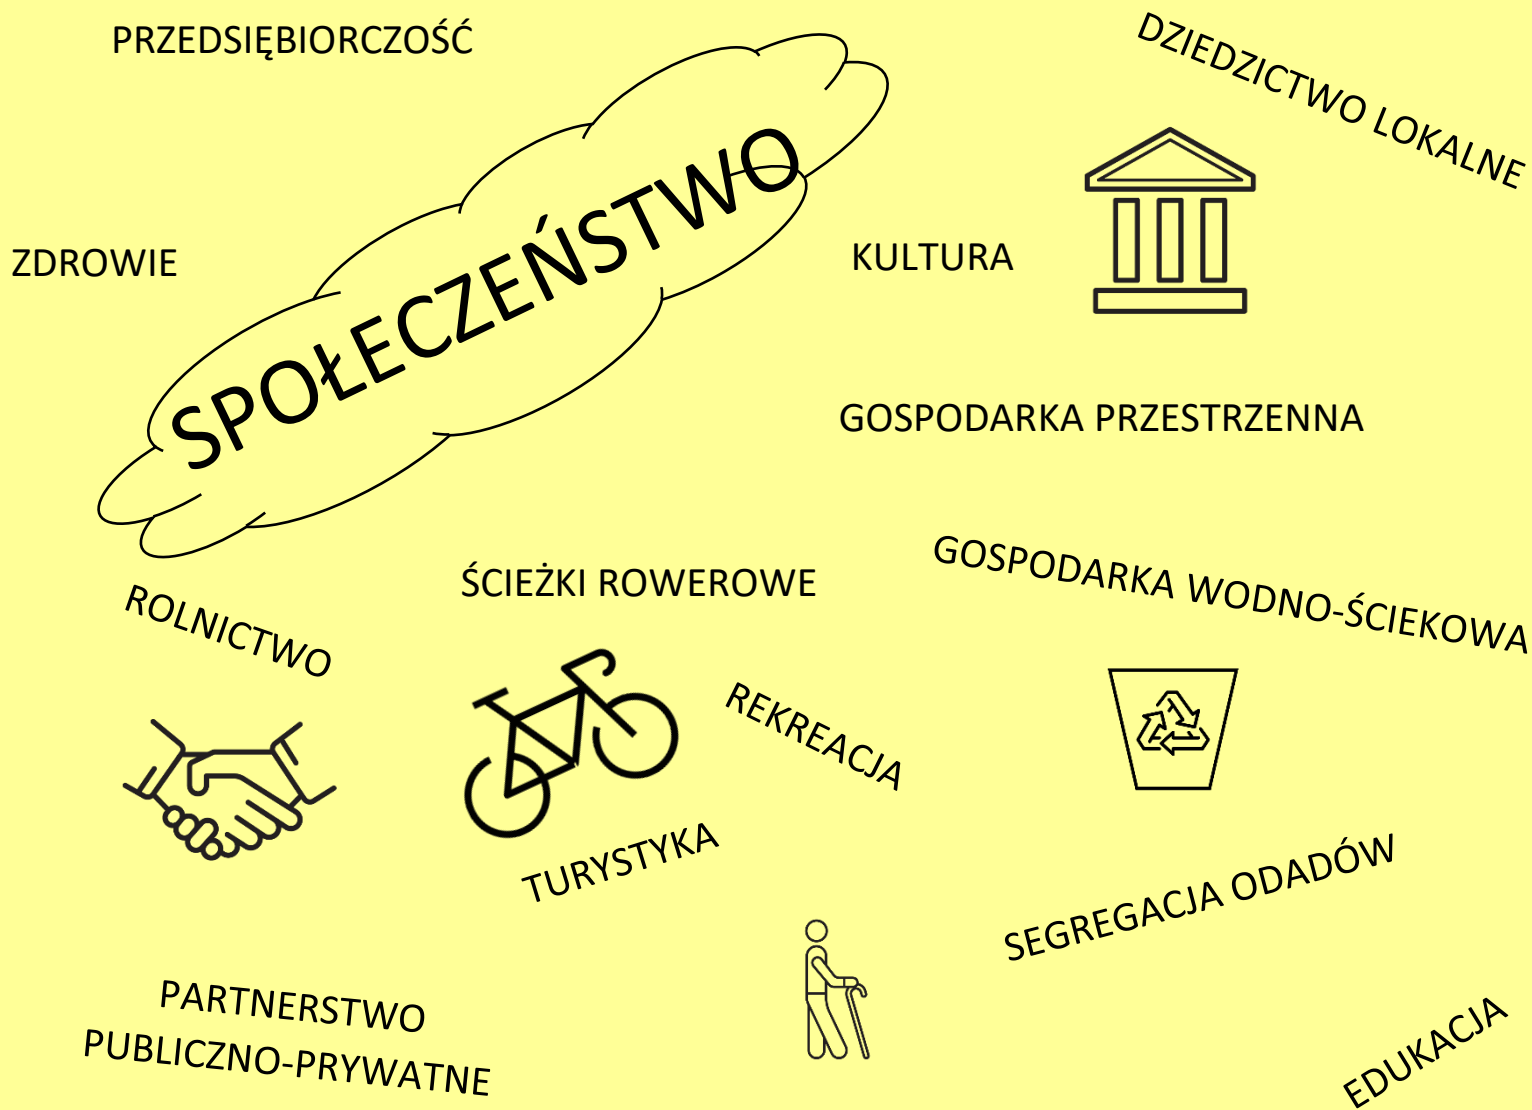 PRZEDSIĘBIORCZOŚĆ
DZIEDZICTWO LOKALNE
SPOŁECZEŃSTWO
ZDROWIE
KULTURA
GOSPODARKA PRZESTRZENNA
ŚCIEŻKI ROWEROWE
GOSPODARKA WODNO-ŚCIEKOWA
ROLNICTWO
REKREACJA
TURYSTYKA
SEGREGACJA ODADÓW
PARTNERSTWO
PUBLICZNO-PRYWATNE
EDUKACJA